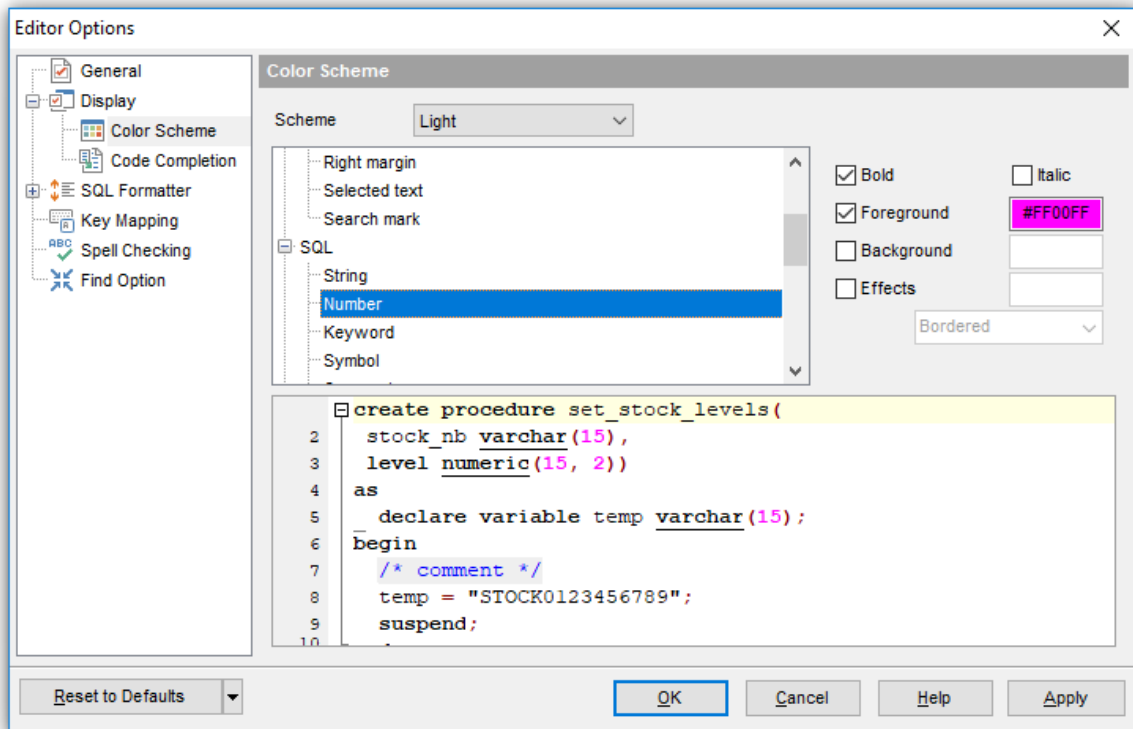 Editor Options
General
Display
Color Scheme
Code Completion
SQL Formatter
Key Mapping
ABC
Spell Checking
Find Option
Color Scheme
Scheme
Light
Right margin
Selected text
Search mark
SQL
String
Number
Keyword
Symbol
Bold
Italic
Foreground
#FF00FF
Background
Effects
Bordered
create procedure set_stock_levels(
2 stock_nb varchar(15),
3 level numeric(15, 2))
4 as
5 _ declare variable temp varchar(15);
6 begin
7 /* comment */
8 temp = "STOCK0123456789";
9 suspend;
10
Reset to Defaults
OK
Cancel
Help
Apply